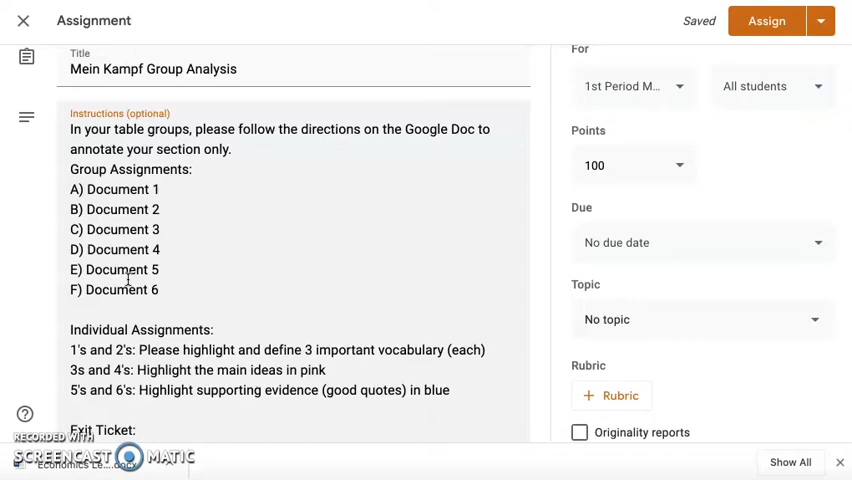 Assignment
Saved
Assign
Title
Mein Kampf Group Analysis
Instructions (optional)
In your table groups, please follow the directions on the Google Doc to
annotate your section only.
Group Assignments:
A) Document 1
B) Document 2
C) Document 3
D) Document 4
E) Document 5
F) Document 6
Individual Assignments:
1's and 2's: Please highlight and define 3 important vocabulary (each)
3s and 4's: Highlight the main ideas in pink
5's and 6's: Highlight supporting evidence (good quotes) in blue
Exit Ticket:
For
1st Period M...
All students
Points
100
Due
No due date
Topic
No topic
Rubric
+ Rubric
Originality reports
RECORDED WITH
SCREENCAST MATIC
Economics Le....docx
Show All